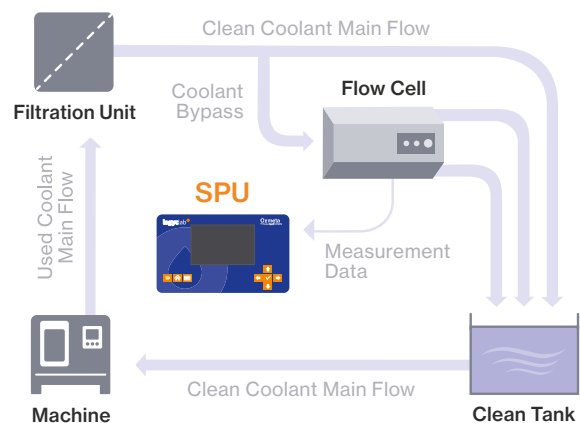 Clean Coolant Main Flow
Filtration Unit
Coolant
Bypass
Flow Cell
SPU
Used Coolant
Main Flow
Measurement
Data
Clean Coolant Main Flow
Machine
Clean Tank